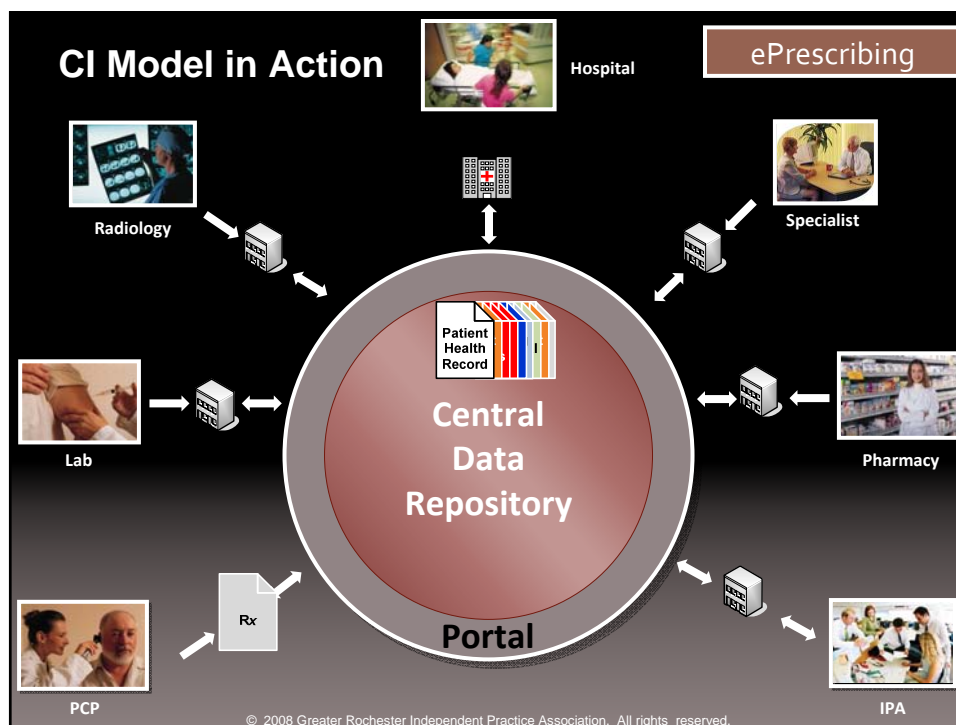 CI Model in Action
ePrescribing
Hospital
Radiology
Specialist
Patient
Health
Record
s
I
Central
Data
Repository
Lab
Pharmacy
Rx
Portal
PCP
IPA
© 2008 Greater Rochester Independent Practice Association. All rights reserved.